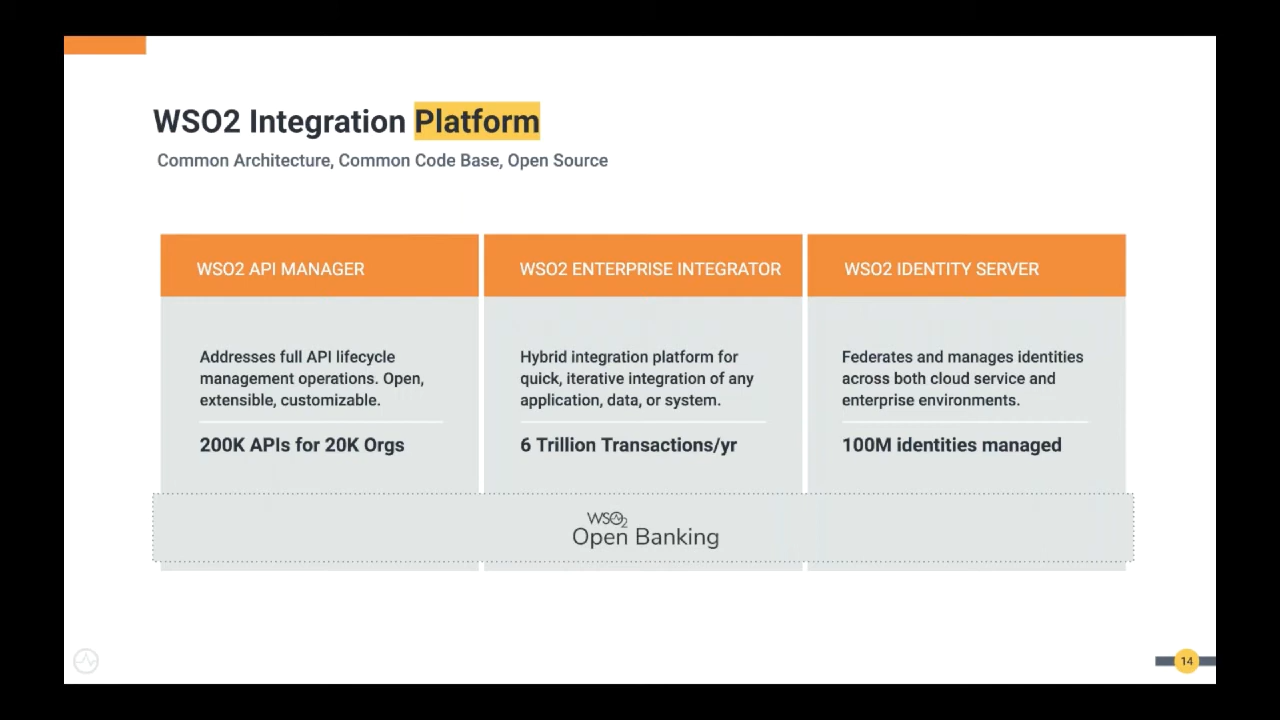 WSO2 Integration Platform
Common Architecture, Common Code Base, Open Source
WSO2 API MANAGER
Addresses full API lifecycle
management operations. Open,
extensible, customizable.
200K APIs for 20K Orgs
WSO2 ENTERPRISE INTEGRATOR
Hybrid integration platform for
quick, iterative integration of any
application, data, or system.
6 Trillion Transactions/yr
WSO2 IDENTITY SERVER
Federates and manages identities
across both cloud service and
enterprise environments.
100M identities managed
WSO2
Open Banking
14